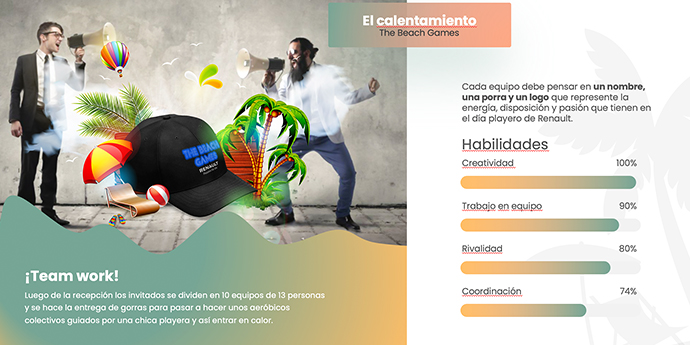 El calentamiento
The Beach Games
THE BEACH
GAMES
RENAULT
¡Team work!
Luego de la recepción los invitados se dividen en 10 equipos de 13 personas
y se hace la entrega de gorras para pasar a hacer unos aeróbicos
colectivos guiados por una chica playera y así entrar en calor.
Cada equipo debe pensar en un nombre,
una porra y un logo que represente la
energía, disposición y pasión que tienen en
el día playero de Renault.
Habilidades
Creatividad 100%
Trabajo en equipo 90%
Rivalidad 80%
Coordinación 74%